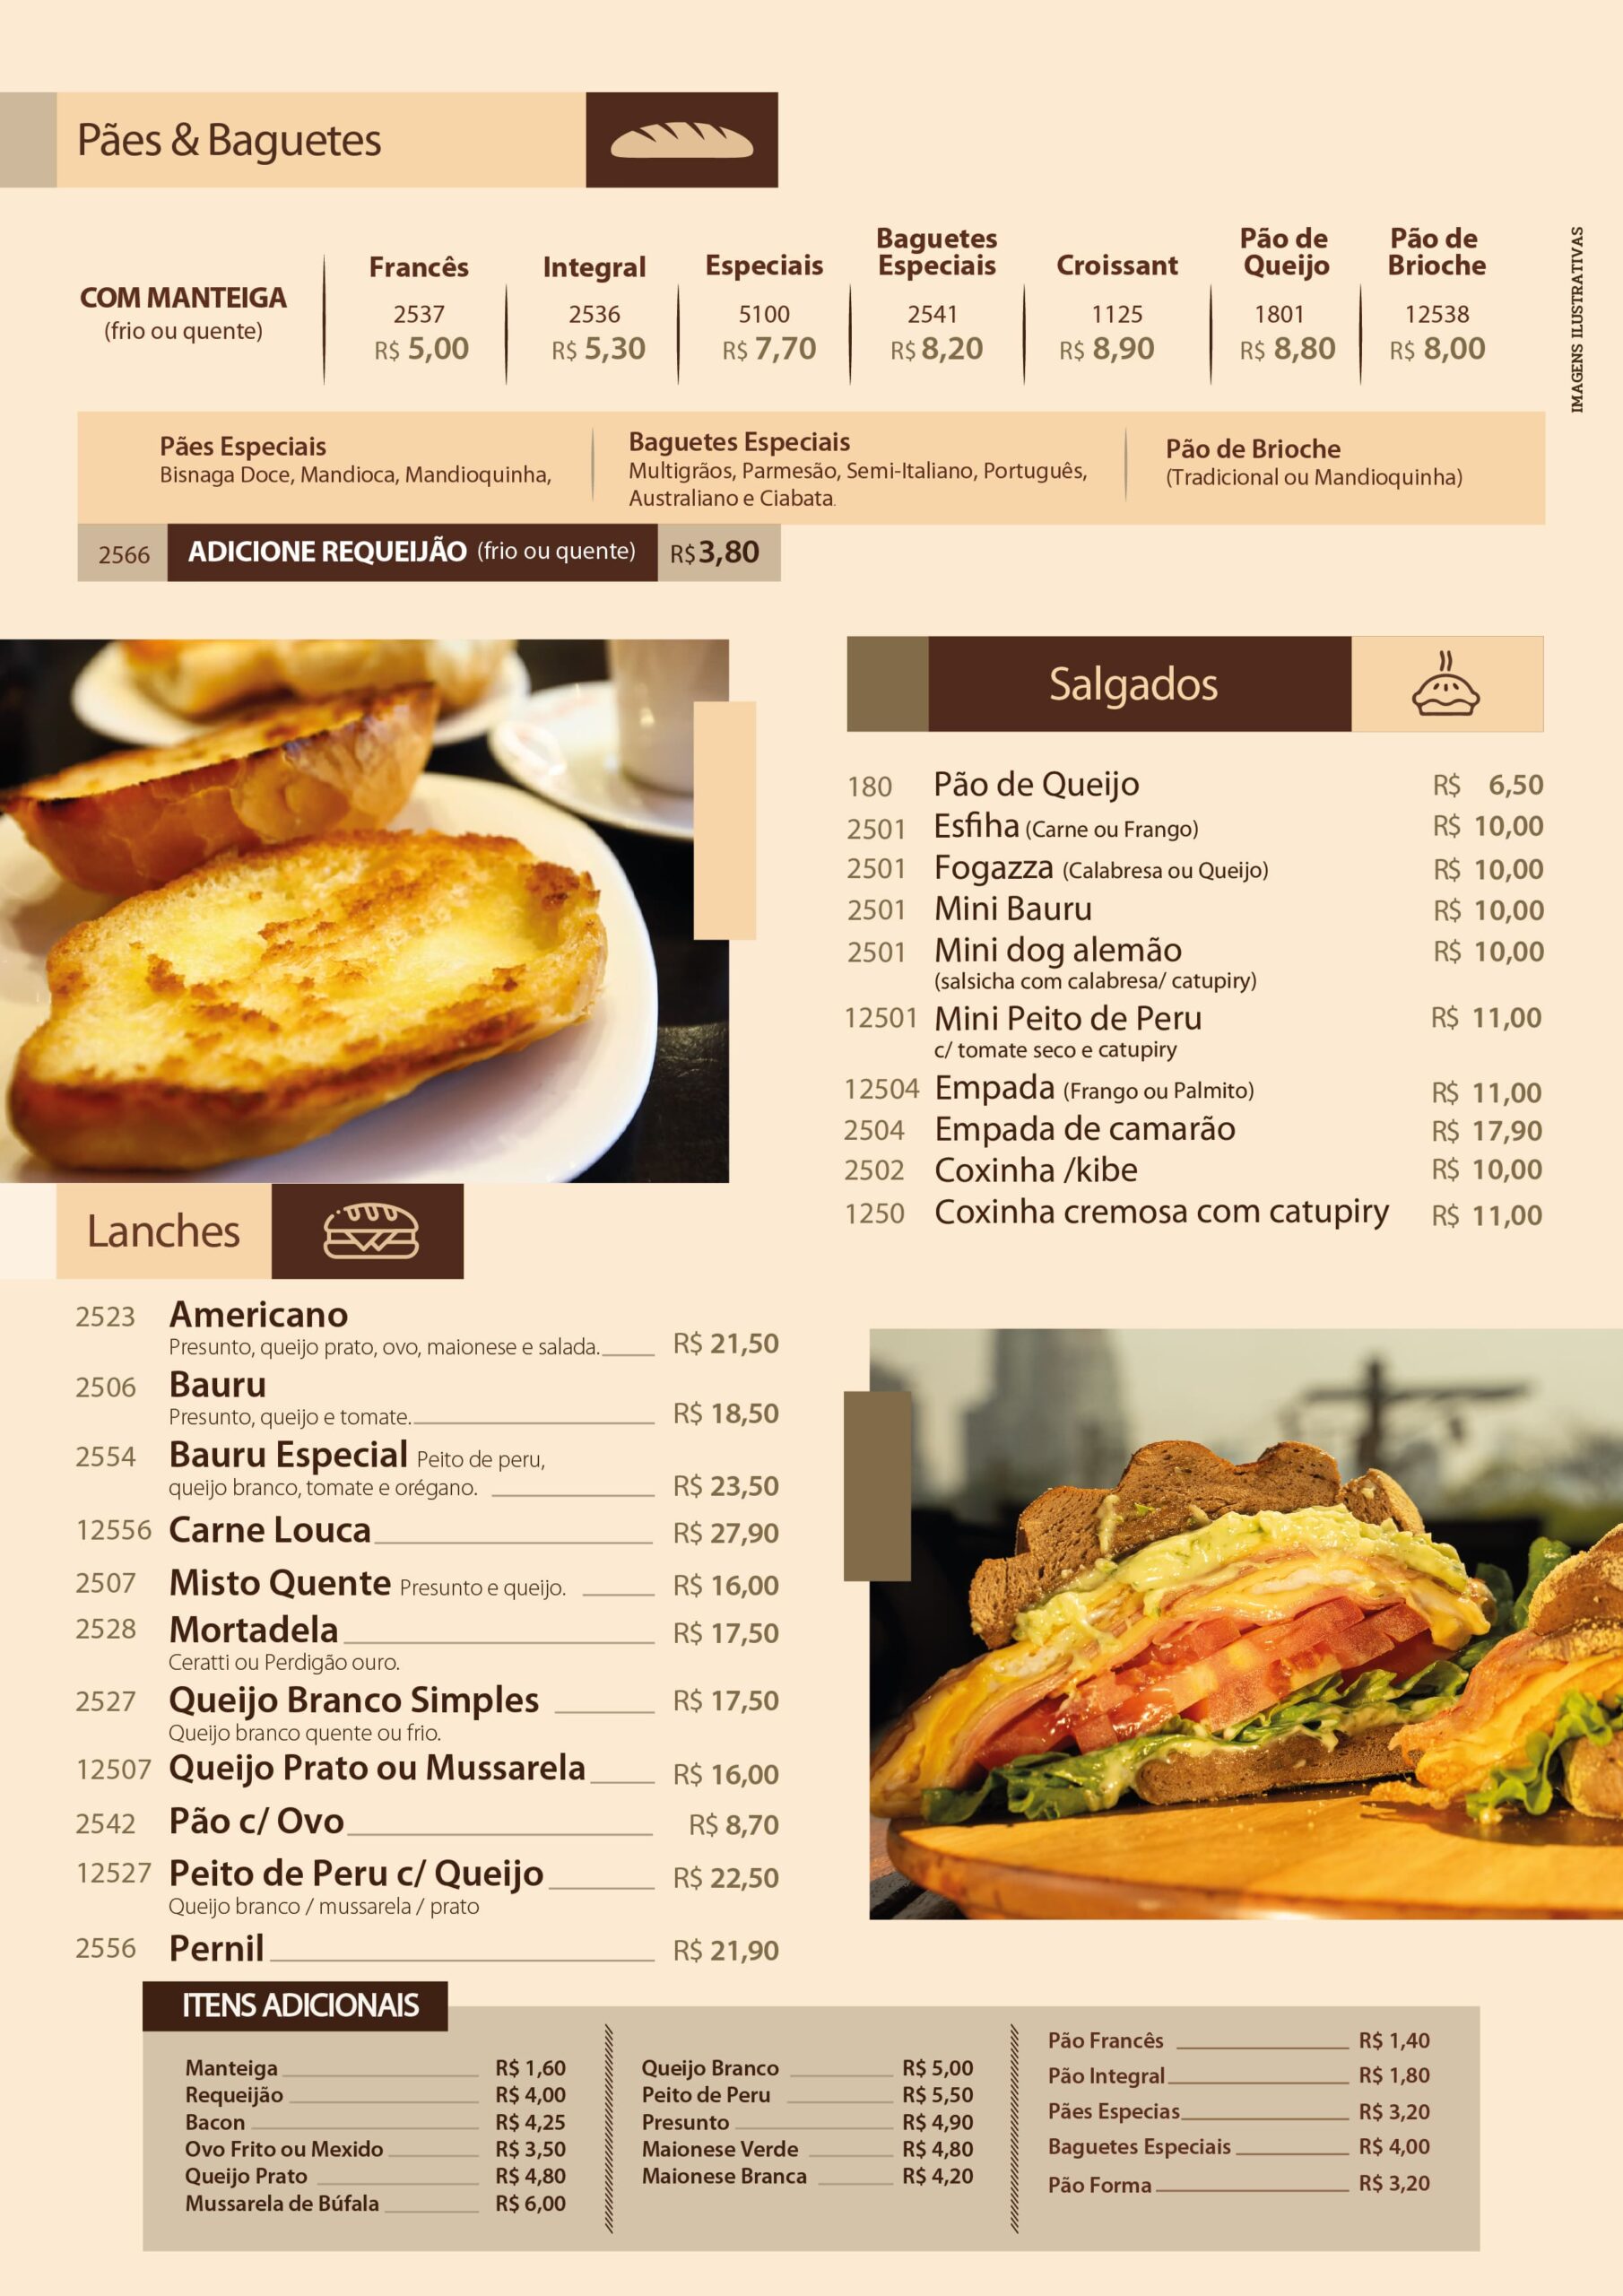 Pães & Baguetes
COM MANTEIGA
(frio ou quente)
Francês
2537
R$ 5,00
Integral
2536
R$ 5,30
Especiais
5100
R$ 7,70
Baguetes
Especiais
2541
R$ 8,20
Croissant
1125
R$ 8,90
Pão de
Queijo
1801
R$ 8,80
Pão de
Brioche
12538
R$ 8,00
IMAGENS ILUSTRATIVAS
Pães Especiais
Bisnaga Doce, Mandioca, Mandioquinha,
Baguetes Especiais
Multigrãos, Parmesão, Semi-Italiano, Português,
Australiano e Ciabata.
Pão de Brioche
(Tradicional ou Mandioquinha)
2566 ADICIONE REQUEIJÃO (frio ou quente) R$3,80
Salgados
180 Pão de Queijo R$ 6,50
2501 Esfiha (Carne ou Frango) R$ 10,00
2501 Fogazza (Calabresa ou Queijo) R$ 10,00
2501 Mini Bauru R$ 10,00
2501 Mini dog alemão R$ 10,00
(salsicha com calabresa/ catupiry)
12501 Mini Peito de Peru R$ 11,00
c/ tomate seco e catupiry
12504 Empada (Frango ou Palmito) R$ 11,00
2504 Empada de camarão R$ 17,90
2502 Coxinha /kibe R$ 10,00
1250 Coxinha cremosa com catupiry R$ 11,00
Lanches
2523 Americano
Presunto, queijo prato, ovo, maionese e salada. R$ 21,50
2506 Bauru
Presunto, queijo e tomate. R$ 18,50
2554 Bauru Especial Peito de peru,
queijo branco, tomate e orégano. R$ 23,50
12556 Carne Louca R$ 27,90
2507 Misto Quente Presunto e queijo. R$ 16,00
2528 Mortadela R$ 17,50
Ceratti ou Perdigão ouro.
2527 Queijo Branco Simples R$ 17,50
Queijo branco quente ou frio.
12507 Queijo Prato ou Mussarela R$ 16,00
2542 Pão c/ Ovo R$ 8,70
12527 Peito de Peru c/ Queijo R$ 22,50
Queijo branco / mussarela / prato
2556 Pernil R$ 21,90
ITENS ADICIONAIS
Manteiga R$ 1,60
Requeijão R$ 4,00
Bacon R$ 4,25
Ovo Frito ou Mexido R$ 3,50
Queijo Prato R$ 4,80
Mussarela de Búfala R$ 6,00
Queijo Branco R$ 5,00
Peito de Peru R$ 5,50
Presunto R$ 4,90
Maionese Verde R$ 4,80
Maionese Branca R$ 4,20
Pão Francês R$ 1,40
Pão Integral R$ 1,80
Pães Especias R$ 3,20
Baguetes Especiais R$ 4,00
Pão Forma R$ 3,20